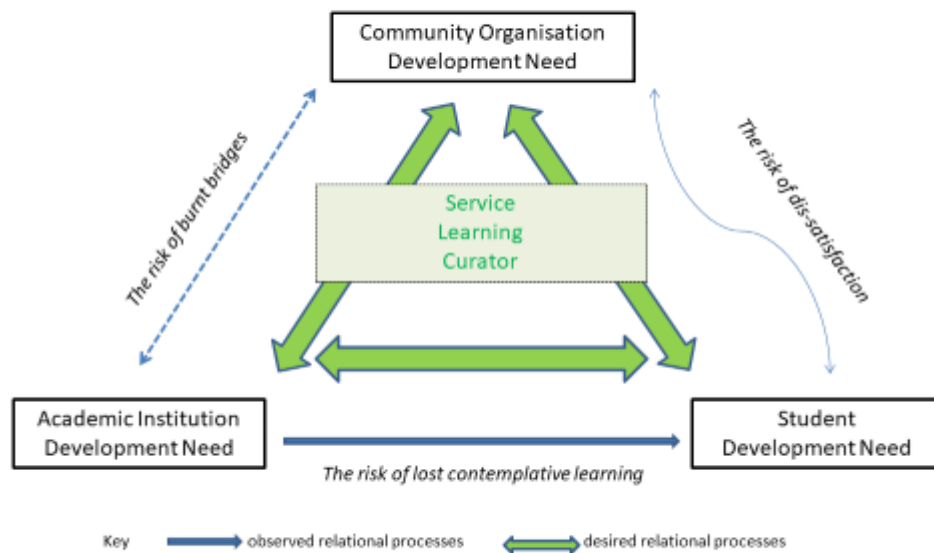 Community Organisation
Development Need
The risk of burnt bridges
The risk of dis-satisfaction
Service
Learning
Curator
Academic Institution
Development Need
Student
Development Need
The risk of lost contemplative learning
Key observed relational processes desired relational processes